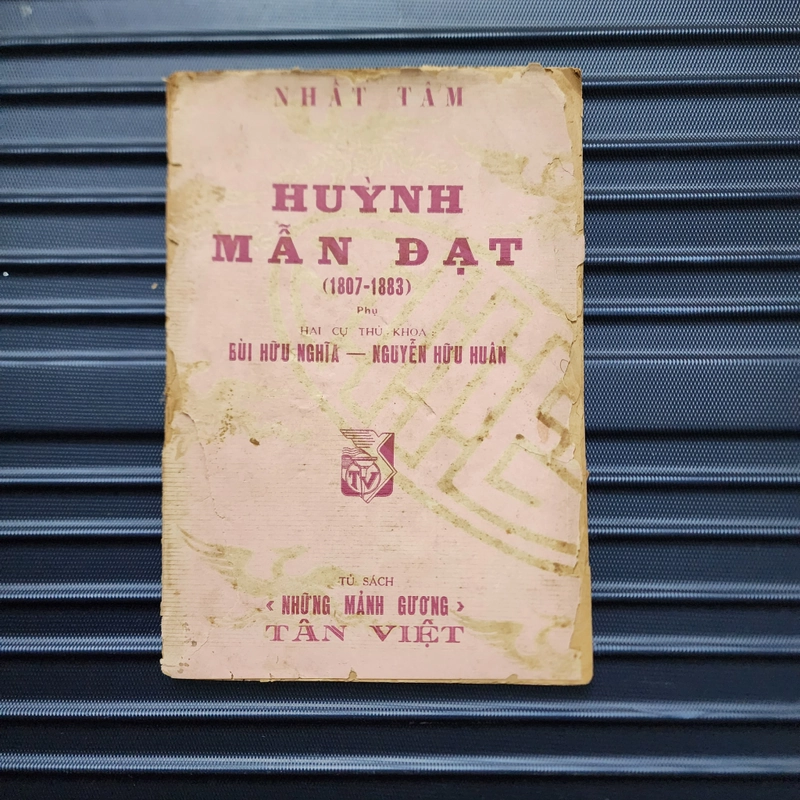 NHẤT TÂM
HUỲNH
MẪN ĐẠT
(1807-1883)
Phụ
HAI CỤ THỦ KHOA :
BÙI HỮU NGHĨA — NGUYỄN HỮU HUÂN
TV
TỦ SÁCH
‹ NHỮNG MẢNH GƯƠNG ›
TÂN VIỆT